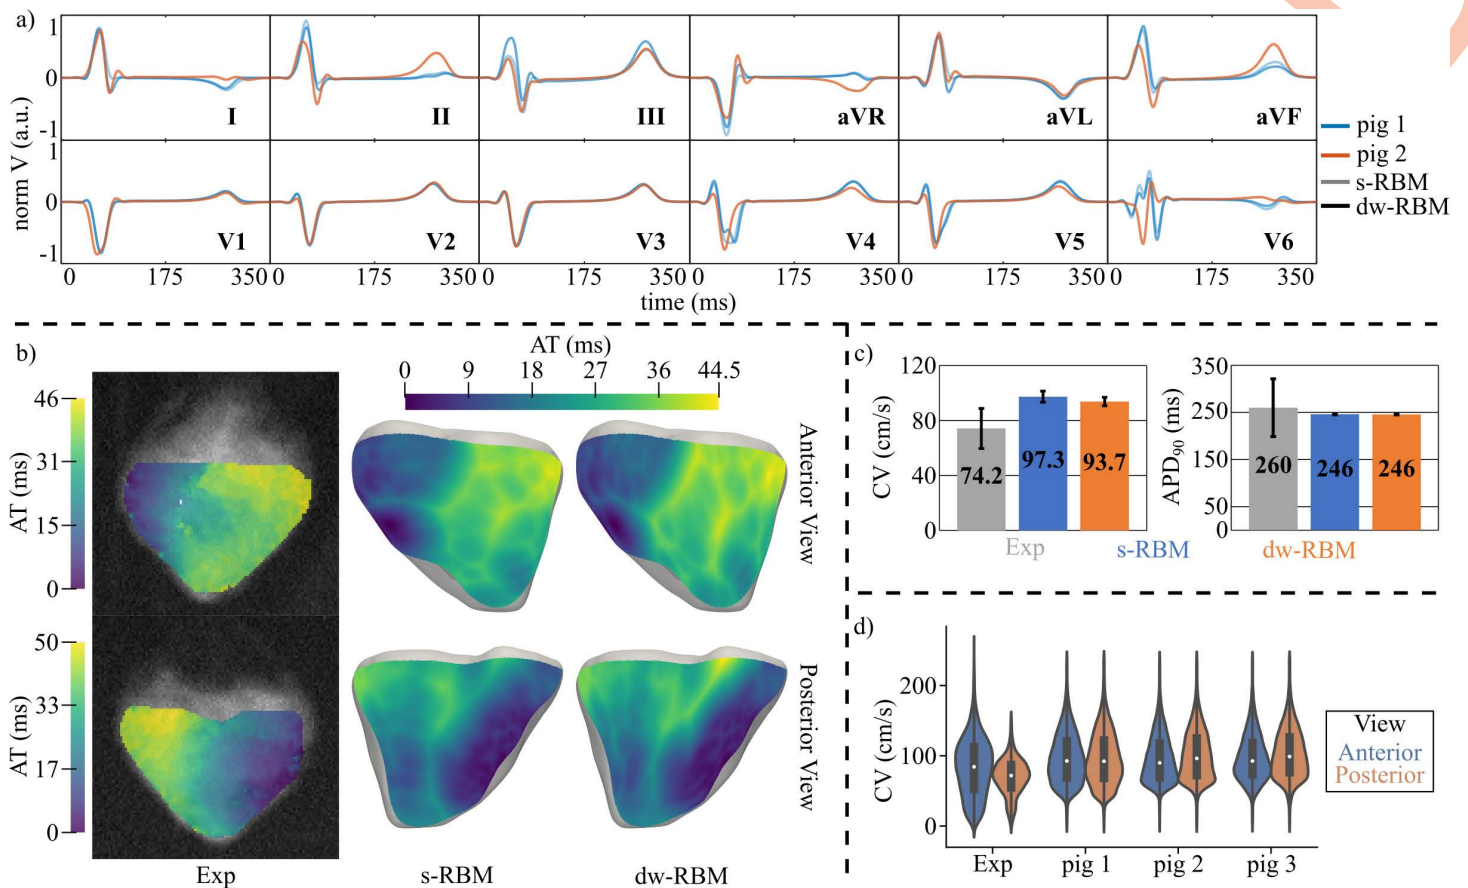 a)
norm V (a.u.)
1
0
-1
I
II
III
aVR
aVL
aVF
1
0
-1
V1
V2
V3
V4
V5
V6
0 175 350 0 175 350 0 175 350 0 175 350 0 175 350 0 175 350
time (ms)
pig 1
pig 2
s-RBM
dw-RBM
b)
AT (ms)
0 9 18 27 36 44.5
AT (ms)
46
31
15
0
Anterior View
AT (ms)
50
33
17
0
Posterior View
Exp
s-RBM
dw-RBM
c)
CV (cm/s)
120
80
40
0
74.2
97.3
93.7
APD90 (ms)
350
250
150
50
0
260
246
246
Exp
s-RBM
dw-RBM
d)
CV (cm/s)
200
100
0
Exp
pig 1
pig 2
pig 3
View
Anterior
Posterior